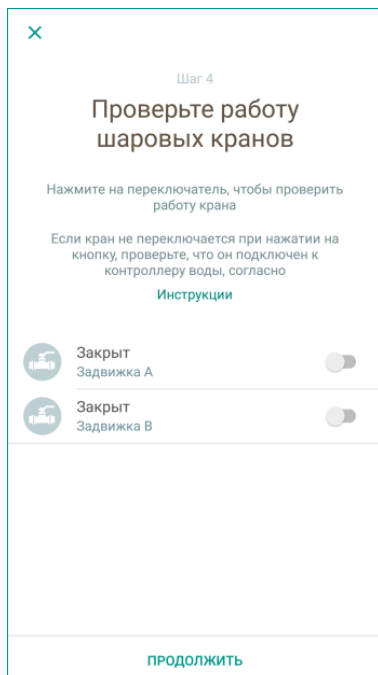 Шаг 4
Проверьте работу
шаровых кранов
Нажмите на переключатель, чтобы проверить
работу крана
Если кран не переключается при нажатии на
кнопку, проверьте, что он подключен к
контроллеру воды, согласно
Инструкции
Закрыт
Задвижка А
Закрыт
Задвижка В
ПРОДОЛЖИТЬ